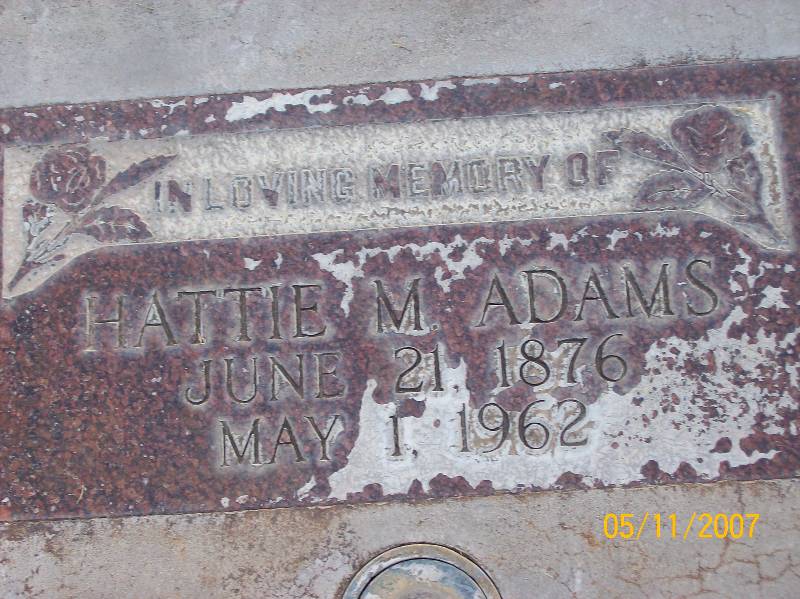 IN LOVING MEMORY OF
HATTIE M. ADAMS
JUNE 21 1876
MAY 1 1962
05/11/2007